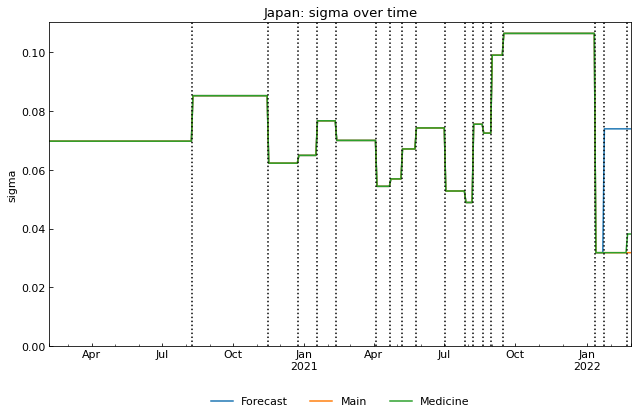 Japan: sigma over time
0.10
0.08
0.06
0.04
0.02
0.00
sigma
Apr Jul Oct Jan Apr Jul Oct Jan
2021 2022
Forecast Main Medicine